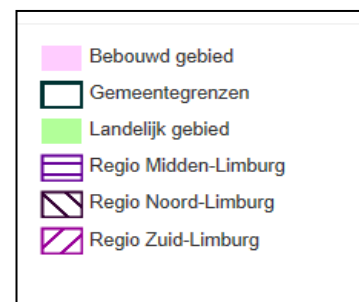 Bebouwd gebied
Gemeentegrenzen
Landelijk gebied
Regio Midden-Limburg
Regio Noord-Limburg
Regio Zuid-Limburg